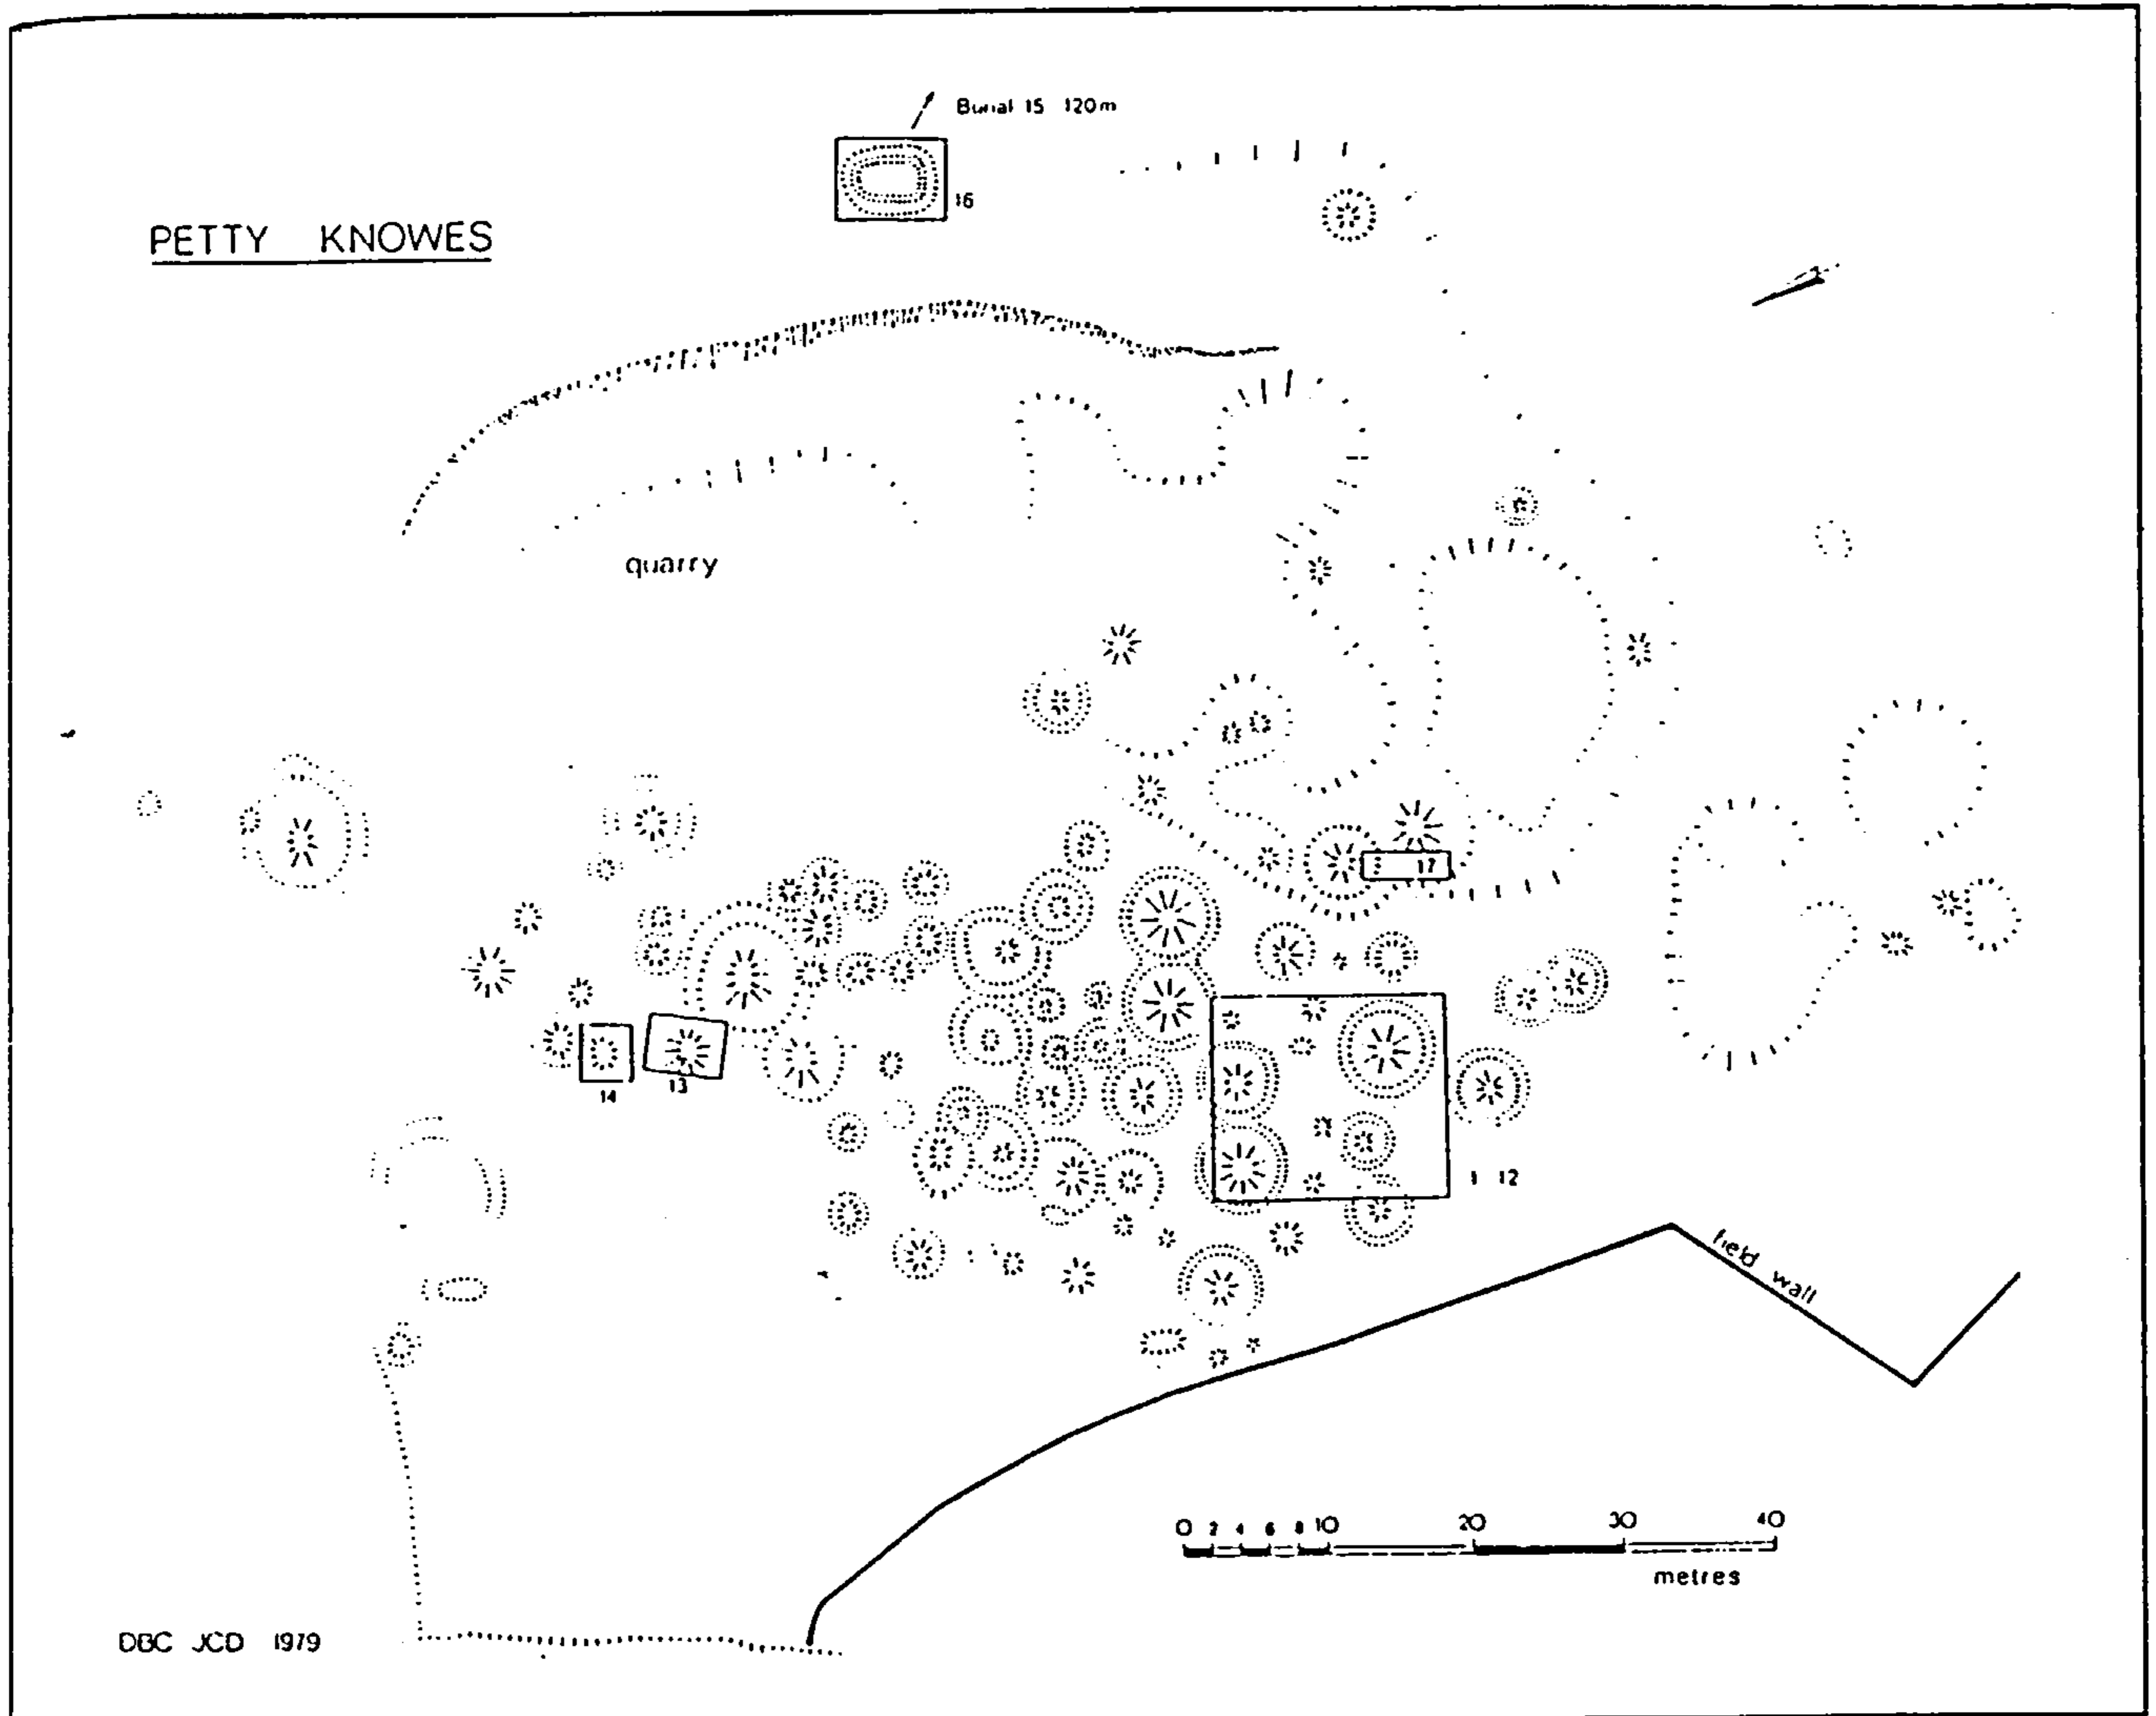 Burial 15 120m
16
PETTY KNOWES
quarry
17
14
13
1 12
field wall
0 2 4 6 8 10 20 30 40
metres
DBC JCD 1979